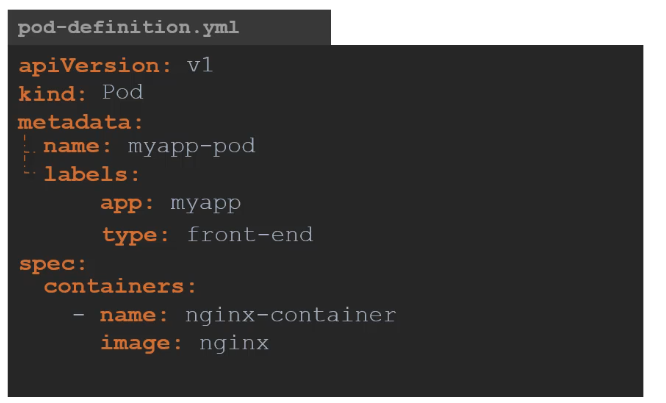 pod-definition.yml
apiVersion: v1
kind: Pod
metadata:
name: myapp-pod
labels:
app: myapp
type: front-end
spec:
containers:
- name: nginx-container
image: nginx